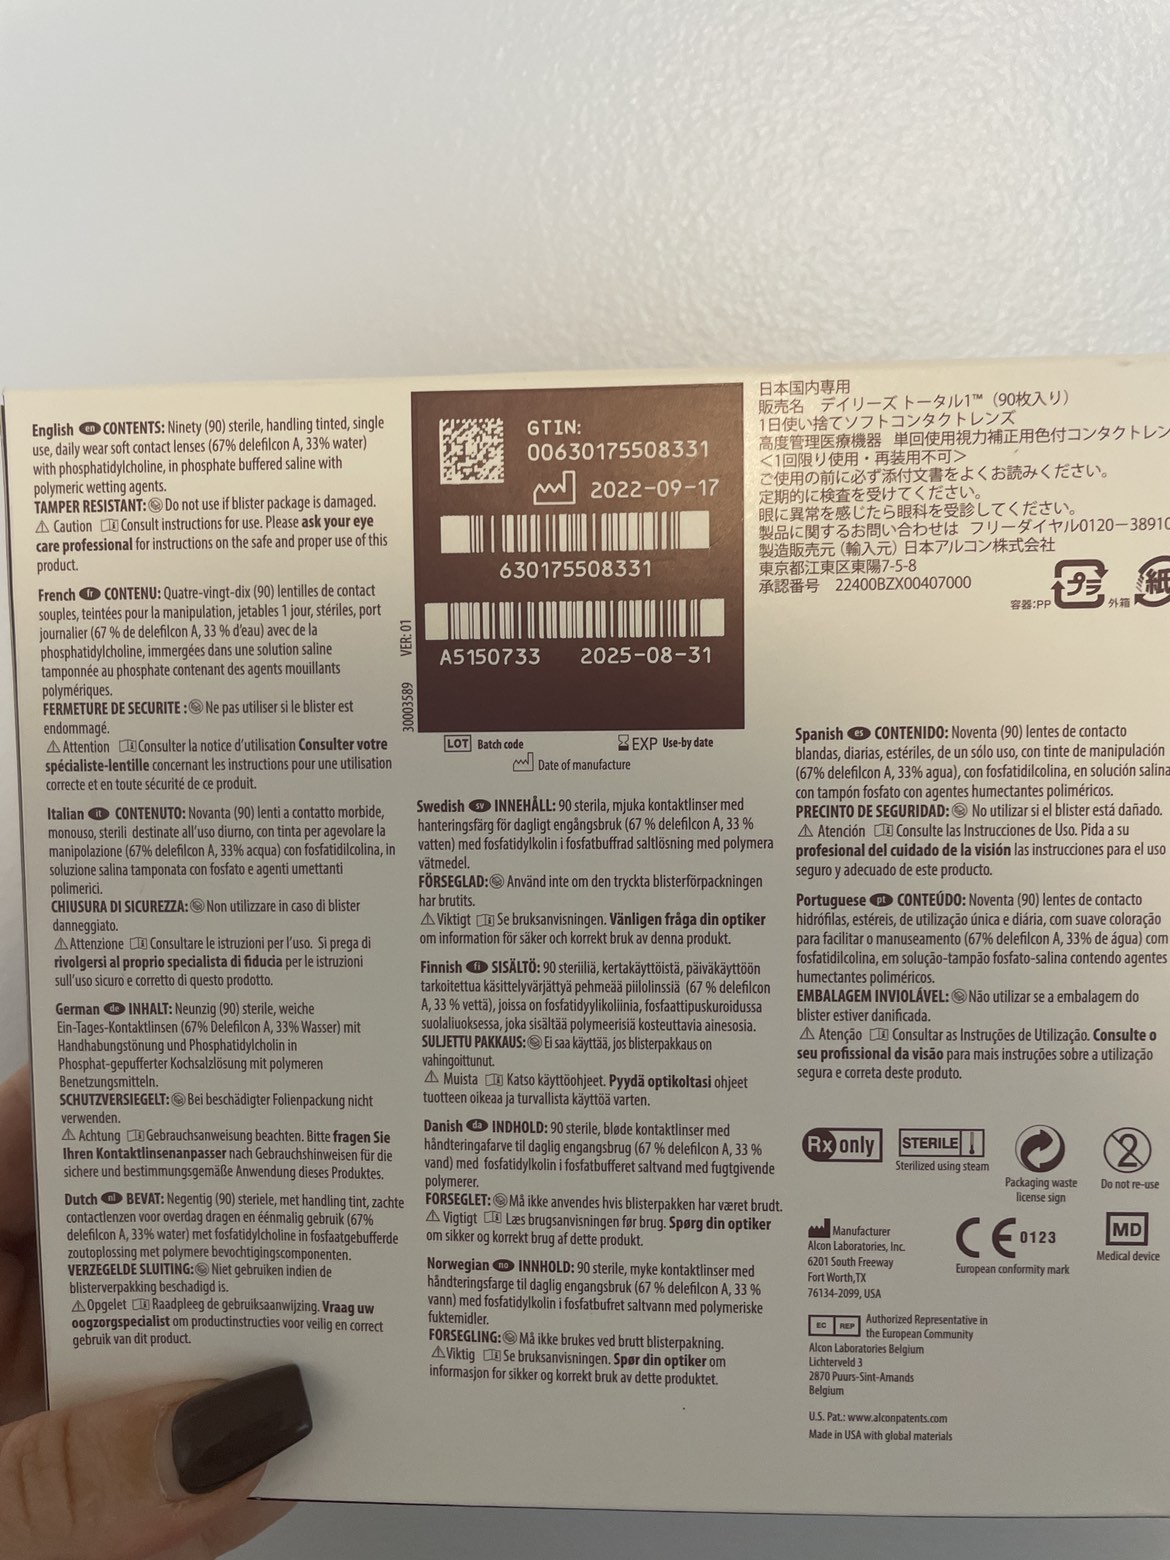 English en CONTENTS: Ninety (90) sterile, handling tinted, single
use, daily wear soft contact lenses (67% delefilcon A, 33% water)
with phosphatidylcholine, in phosphate buffered saline with
polymeric wetting agents.
TAMPER RESISTANT: Do not use if blister package is damaged.
Caution Consult instructions for use. Please ask your eye
care professional for instructions on the safe and proper use of this
product.
French fr CONTENU: Quatre-vingt-dix (90) lentilles de contact
souples, teintées pour la manipulation, jetables 1 jour, stériles, port
journalier (67 % de delefilcon A, 33 % d'eau) avec de la
phosphatidylcholine, immergées dans une solution saline
tamponnée au phosphate contenant des agents mouillants
polymériques.
FERMETURE DE SECURITE : Ne pas utiliser si le blister est
endommagé.
Attention Consulter la notice d'utilisation Consulter votre
spécialiste-lentille concernant les instructions pour une utilisation
correcte et en toute sécurité de ce produit.
Italian it CONTENUTO: Novanta (90) lenti a contatto morbide,
monouso, sterili destinate all'uso diurno, con tinta per agevolare la
manipolazione (67% delefilcon A, 33% acqua) con fosfatidilcolina, in
soluzione salina tamponata con fosfato e agenti umettanti
polimerici.
CHIUSURA DI SICUREZZA: Non utilizzare in caso di blister
danneggiato.
Attenzione Consultare le istruzioni per l'uso. Si prega di
rivolgersi al proprio specialista di fiducia per le istruzioni
sull'uso sicuro e corretto di questo prodotto.
German de INHALT: Neunzig (90) sterile, weiche
Ein-Tages-Kontaktlinsen (67% Delefilcon A, 33% Wasser) mit
Handhabungstönung und Phosphatidylcholin in
Phosphat-gepufferter Kochsalzlösung mit polymeren
Benetzungsmitteln.
SCHUTZVERSIEGELT: Bei beschädigter Folienpackung nicht
verwenden.
Achtung Gebrauchsanweisung beachten. Bitte fragen Sie
Ihren Kontaktlinsenanpasser nach Gebrauchshinweisen für die
sichere und bestimmungsgemäße Anwendung dieses Produktes.
Dutch nl BEVAT: Negentig (90) steriele, met handling tint, zachte
contactlenzen voor overdag dragen en éénmalig gebruik (67%
delefilcon A, 33% water) met fosfatidylcholine in fosfaatgebufferde
zoutoplossing met polymere bevochtigingscomponenten.
VERZEGELDE SLUITING: Niet gebruiken indien de
blisterverpakking beschadigd is.
Opgelet Raadpleeg de gebruiksaanwijzing. Vraag uw
oogzorgspecialist om productinstructies voor veilig en correct
gebruik van dit product.
GTIN:
00630175508331
2022-09-17
630175508331
A5150733 2025-08-31
VER: 01
30003589
LOT Batch code
EXP Use-by date
Date of manufacture
Swedish sv INNEHÅLL: 90 sterila, mjuka kontaktlinser med
hanteringsfärg för dagligt engångsbruk (67 % delefilcon A, 33 %
vatten) med fosfatidylkolin i fosfatbuffrad saltlösning med polymera
vätmedel.
FÖRSEGLAD: Använd inte om den tryckta blisterförpackningen
har brutits.
Viktigt Se bruksanvisningen. Vänligen fråga din optiker
om information för säker och korrekt bruk av denna produkt.
Finnish fi SISÄLTÖ: 90 steriiliä, kertakäyttöistä, päiväkäyttöön
tarkoitettua käsittelyvärjättyä pehmeää piilolinssiä (67 % delefilcon
A, 33 % vettä), joissa on fosfatidyylikoliinia, fosfaattipuskuroidussa
suolaliuoksessa, joka sisältää polymeerisiä kosteuttavia ainesosia.
SULJETTU PAKKAUS: Ei saa käyttää, jos blisterpakkaus on
vahingoittunut.
Muista Katso käyttöohjeet. Pyydä optikoltasi ohjeet
tuotteen oikeaa ja turvallista käyttöä varten.
Danish da INDHOLD: 90 sterile, bløde kontaktlinser med
håndteringafarve til daglig engangsbrug (67 % delefilcon A, 33 %
vand) med fosfatidylcholin i fosfatbufferet saltvand med fugtgivende
polymerer.
FORSEGLET: Må ikke anvendes hvis blisterpakken har været brudt.
Vigtigt Læs brugsanvisningen før brug. Spørg din optiker
om sikker og korrekt brug af dette produkt.
Norwegian no INNHOLD: 90 sterile, myke kontaktlinser med
håndteringsfarge til daglig engangsbruk (67 % delefilcon A, 33 %
vann) med fosfatidylcholin i fosfatbufret saltvann med polymeriske
fuktemidler.
FORSEGLING: Må ikke brukes ved brutt blisterpakning.
Viktig Se bruksanvisningen. Spør din optiker om
informasjon for sikker og korrekt bruk av dette produktet.
日本国内専用
販売名 デイリーズ トータル1™（90枚入り）
1日使い捨てソフトコンタクトレンズ
高度管理医療機器 単回使用視力補正用色付コンタクトレン
＜1回限り使用・再装用不可＞
ご使用の前に必ず添付文書をよくお読みください。
定期的に検査を受けてください。
眼に異常を感じたら眼科を受診してください。
製品に関するお問い合わせは フリーダイヤル0120－38910
製造販売元（輸入元）日本アルコン株式会社
東京都江東区東陽7-5-8
承認番号 22400BZX00407000
容器:PP プラ 外箱 紙
Spanish es CONTENIDO: Noventa (90) lentes de contacto
blandas, diarias, estériles, de un sólo uso, con tinte de manipulación
(67% delefilcon A, 33% agua), con fosfatidilcolina, en solución salina
con tampón fosfato con agentes humectantes poliméricos.
PRECINTO DE SEGURIDAD: No utilizar si el blister está dañado.
Atención Consulte las Instrucciones de Uso. Pida a su
profesional del cuidado de la visión las instrucciones para el uso
seguro y adecuado de este producto.
Portuguese pt CONTEÚDO: Noventa (90) lentes de contacto
hidrófilas, estéreis, de utilização única e diária, com suave coloração
para facilitar o manuseamento (67% delefilcon A, 33% de água) com
fosfatidilcolina, em solução-tampão fosfato-salina contendo agentes
humectantes poliméricos.
EMBALAGEM INVIOLÁVEL: Não utilizar se a embalagem do
blister estiver danificada.
Atenção Consultar as Instruções de Utilização. Consulte o
seu profissional da visão para mais instruções sobre a utilização
segura e correta deste produto.
Rx only
STERILE
Sterilized using steam
Packaging waste
license sign
2
Do not re-use
Manufacturer
Alcon Laboratories, Inc.
6201 South Freeway
Fort Worth, TX
76134-2099, USA
CE 0123
European conformity mark
MD
Medical device
EC REP Authorized Representative in
the European Community
Alcon Laboratories Belgium
Lichterveld 3
2870 Puurs-Sint-Amands
Belgium
U.S. Pat.: www.alconpatents.com
Made in USA with global materials